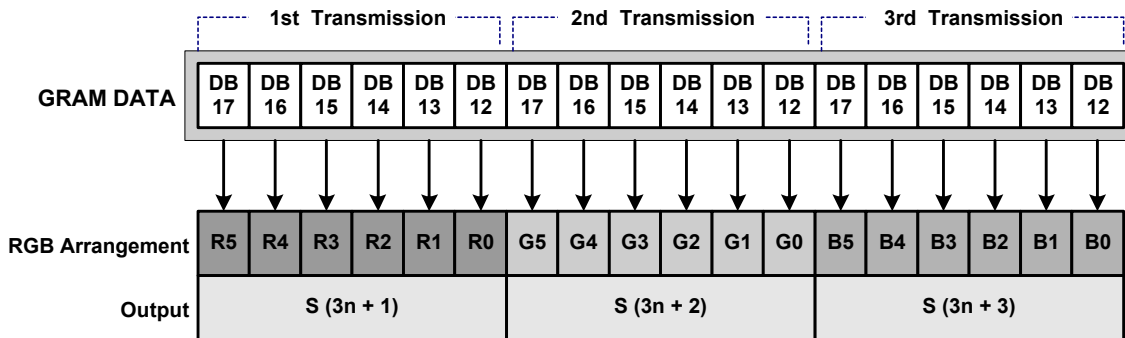 1st Transmission 2nd Transmission 3rd Transmission
GRAM DATA DB 17 DB 16 DB 15 DB 14 DB 13 DB 12 DB 17 DB 16 DB 15 DB 14 DB 13 DB 12 DB 17 DB 16 DB 15 DB 14 DB 13 DB 12
RGB Arrangement R5 R4 R3 R2 R1 R0 G5 G4 G3 G2 G1 G0 B5 B4 B3 B2 B1 B0
Output S (3n + 1) S (3n + 2) S (3n + 3)